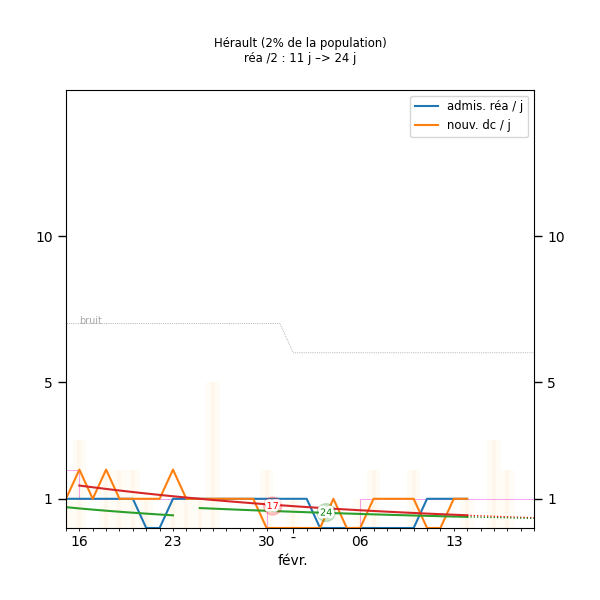 Hérault (2% de la population)
réa /2 : 11 j –> 24 j
admis. réa / j
nouv. dc / j
10 10
bruit
5 5
1 17 24 1
16 23 30 - 06 13
févr.